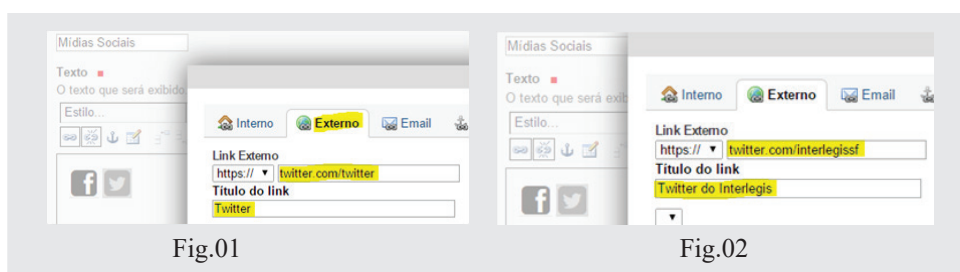 Mídias Sociais
Texto
O texto que será exibido
Estilo...
Interno Externo Email
Link Externo
https:// ▼ twitter.com/twitter
Título do link
Twitter
Fig.01
Mídias Sociais
Texto
O texto que será exib
Estilo...
Interno Externo Email
Link Externo
https:// ▼ twitter.com/interlegissf
Título do link
Twitter do Interlegis
▼
Fig.02